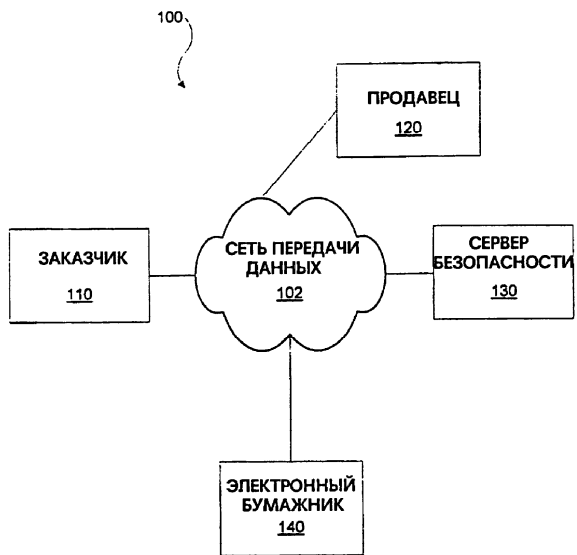 100
ПРОДАВЕЦ
120
СЕТЬ ПЕРЕДАЧИ
ДАННЫХ
102
ЗАКАЗЧИК
110
СЕРВЕР
БЕЗОПАСНОСТИ
130
ЭЛЕКТРОННЫЙ
БУМАЖНИК
140